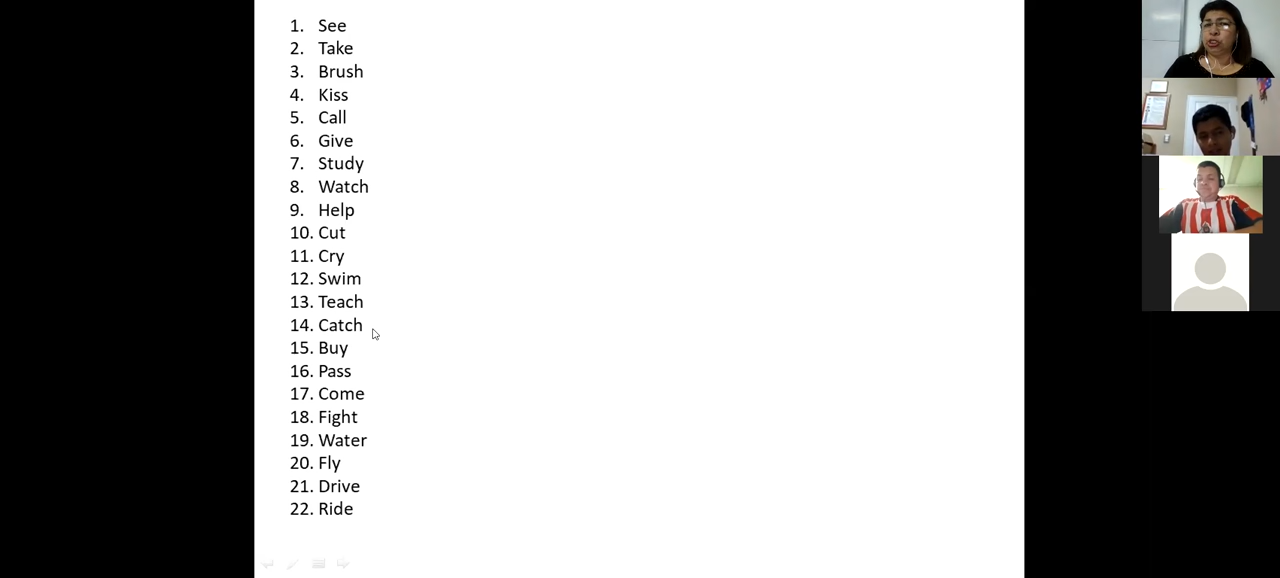 1. See
2. Take
3. Brush
4. Kiss
5. Call
6. Give
7. Study
8. Watch
9. Help
10. Cut
11. Cry
12. Swim
13. Teach
14. Catch
15. Buy
16. Pass
17. Come
18. Fight
19. Water
20. Fly
21. Drive
22. Ride